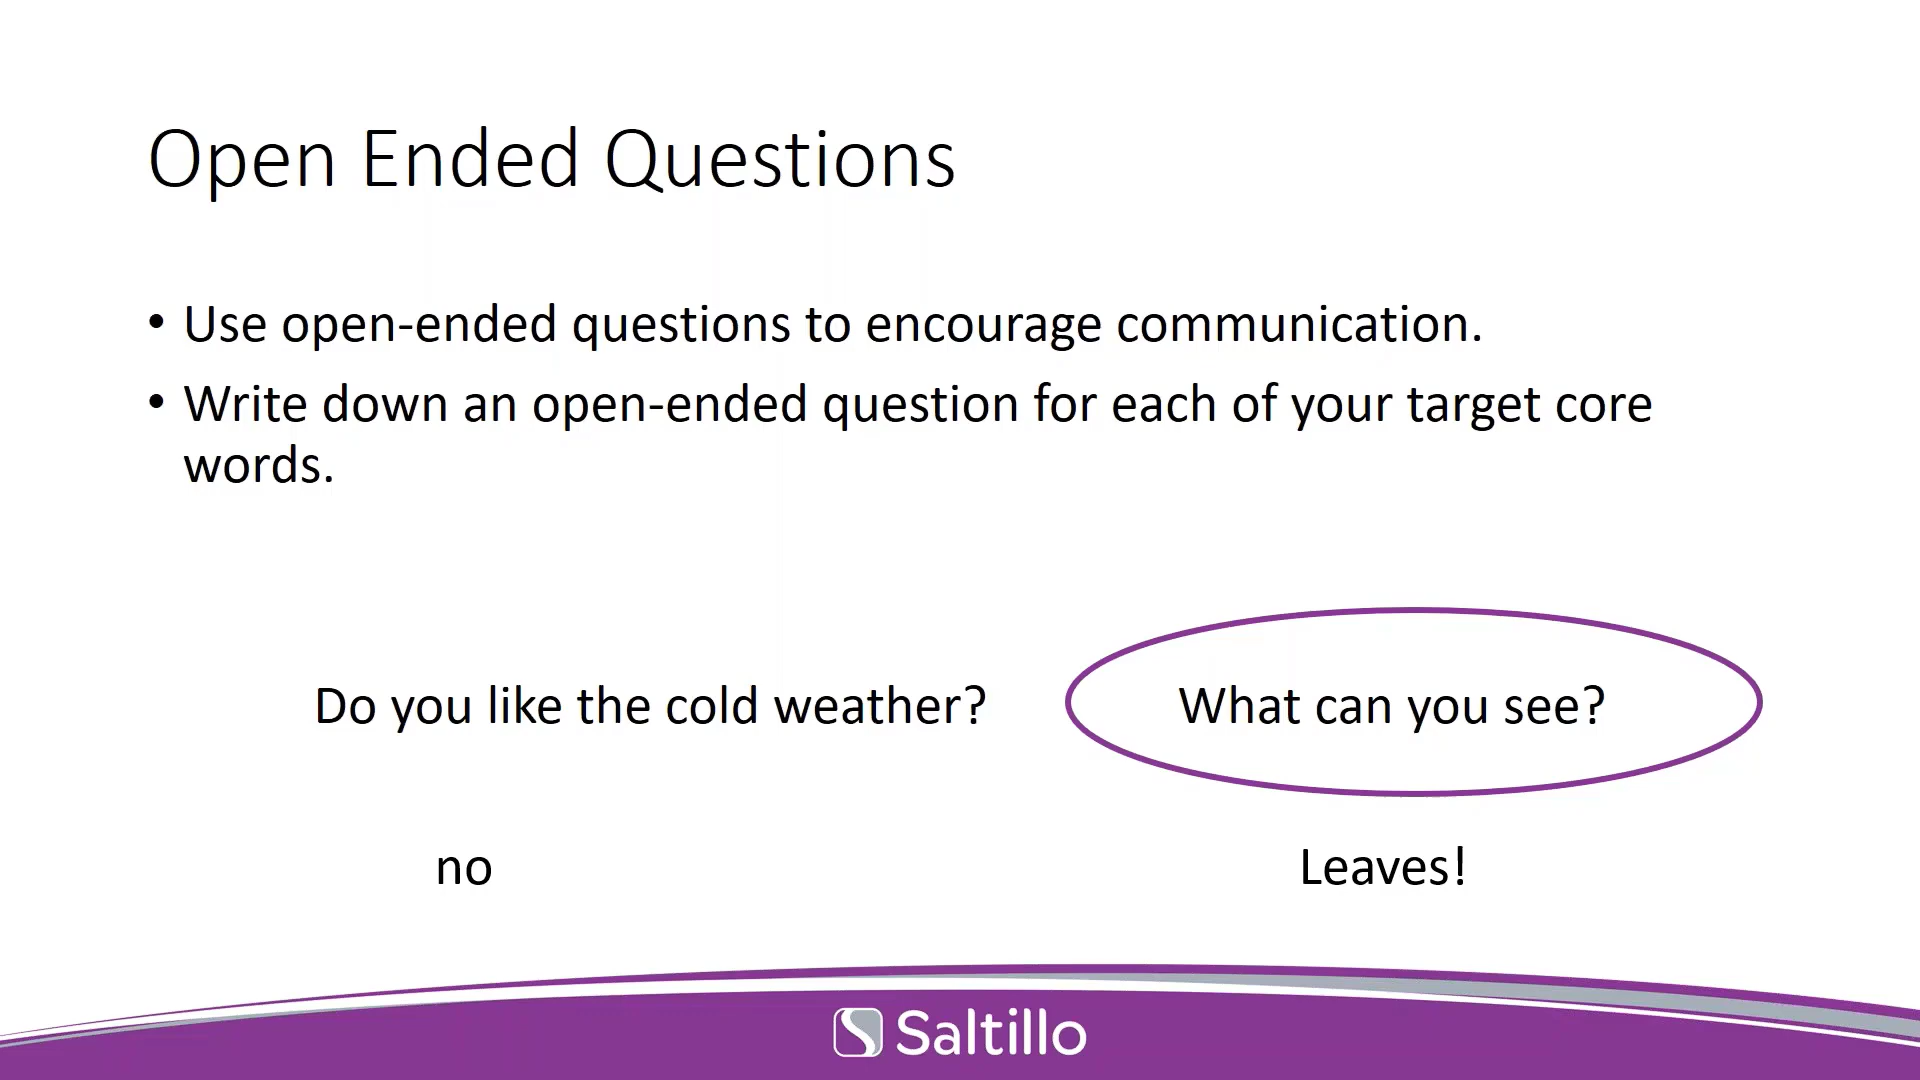 Open Ended Questions
• Use open-ended questions to encourage communication.
• Write down an open-ended question for each of your target core
words.
Do you like the cold weather?
What can you see?
no
Leaves!
Saltillo